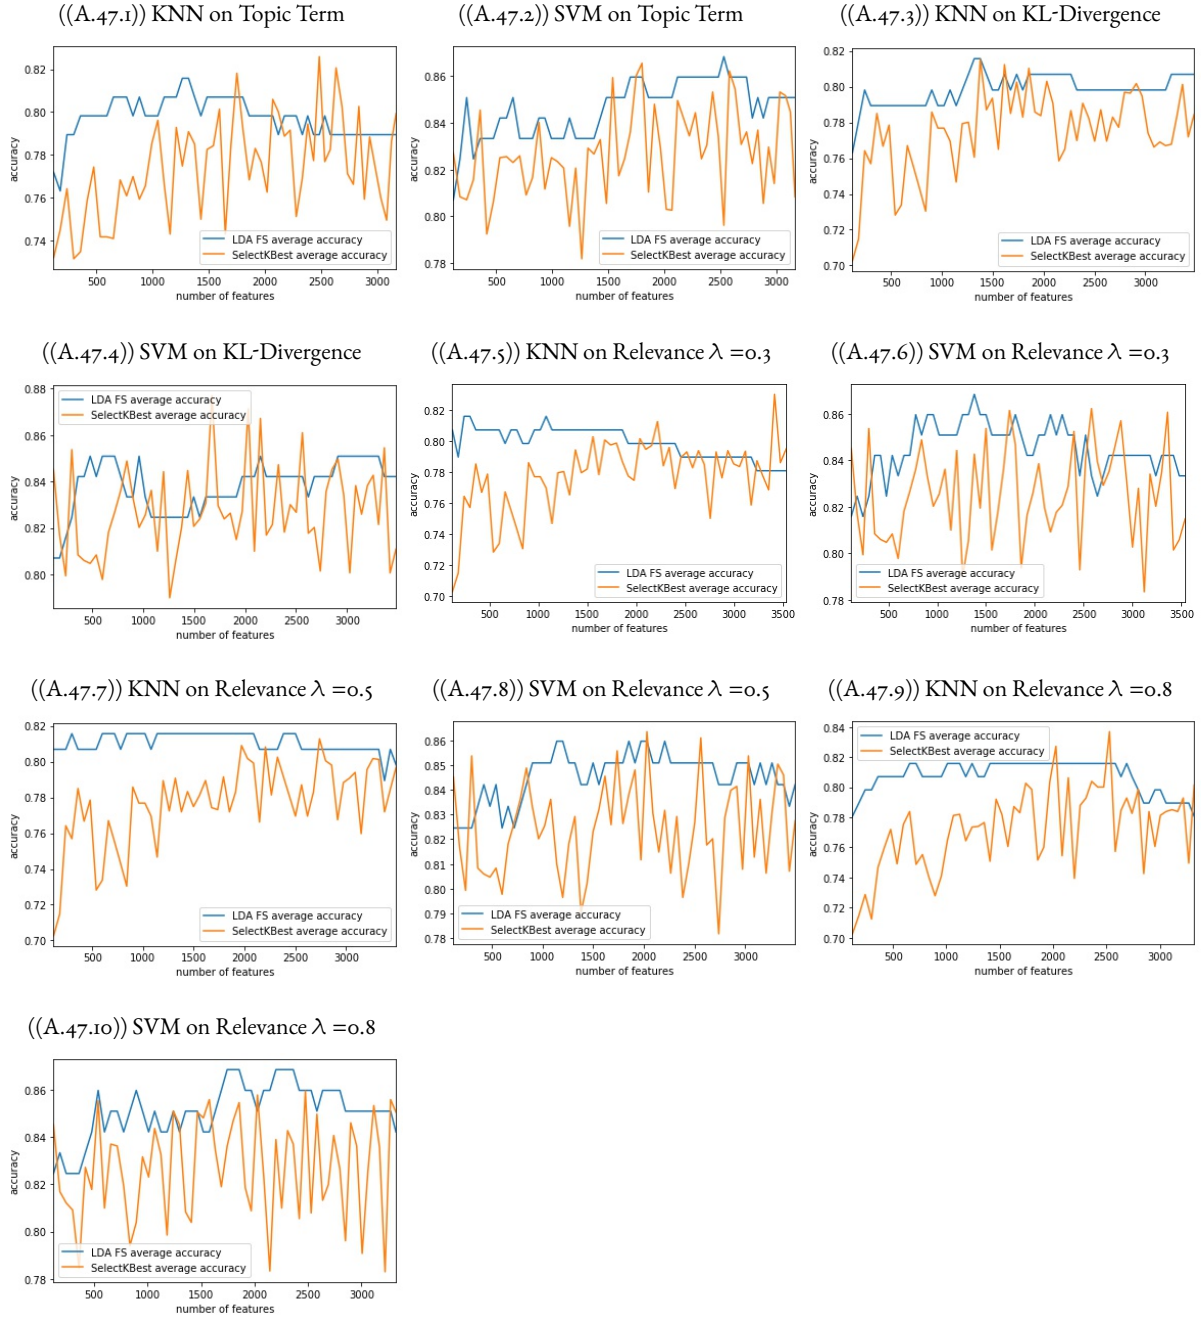 ((A.47.1)) KNN on Topic Term
((A.47.2)) SVM on Topic Term
((A.47.3)) KNN on KL-Divergence
0.82
0.80
0.78
0.76
0.74
accuracy
500 1000 1500 2000 2500 3000
number of features
LDA FS average accuracy
SelectKBest average accuracy
0.86
0.84
0.82
0.80
0.78
accuracy
500 1000 1500 2000 2500 3000
number of features
LDA FS average accuracy
SelectKBest average accuracy
0.82
0.80
0.78
0.76
0.74
0.72
0.70
accuracy
500 1000 1500 2000 2500 3000
number of features
LDA FS average accuracy
SelectKBest average accuracy
((A.47.4)) SVM on KL-Divergence
((A.47.5)) KNN on Relevance λ =0.3
((A.47.6)) SVM on Relevance λ =0.3
0.88
0.86
0.84
0.82
0.80
accuracy
500 1000 1500 2000 2500 3000
number of features
LDA FS average accuracy
SelectKBest average accuracy
0.82
0.80
0.78
0.76
0.74
0.72
0.70
accuracy
500 1000 1500 2000 2500 3000 3500
number of features
LDA FS average accuracy
SelectKBest average accuracy
0.86
0.84
0.82
0.80
0.78
accuracy
500 1000 1500 2000 2500 3000 3500
number of features
LDA FS average accuracy
SelectKBest average accuracy
((A.47.7)) KNN on Relevance λ =0.5
((A.47.8)) SVM on Relevance λ =0.5
((A.47.9)) KNN on Relevance λ =0.8
0.82
0.80
0.78
0.76
0.74
0.72
0.70
accuracy
500 1000 1500 2000 2500 3000
number of features
LDA FS average accuracy
SelectKBest average accuracy
0.86
0.85
0.84
0.83
0.82
0.81
0.80
0.79
0.78
accuracy
500 1000 1500 2000 2500 3000
number of features
LDA FS average accuracy
SelectKBest average accuracy
0.84
0.82
0.80
0.78
0.76
0.74
0.72
0.70
accuracy
500 1000 1500 2000 2500 3000
number of features
LDA FS average accuracy
SelectKBest average accuracy
((A.47.10)) SVM on Relevance λ =0.8
0.86
0.84
0.82
0.80
0.78
accuracy
500 1000 1500 2000 2500 3000
number of features
LDA FS average accuracy
SelectKBest average accuracy